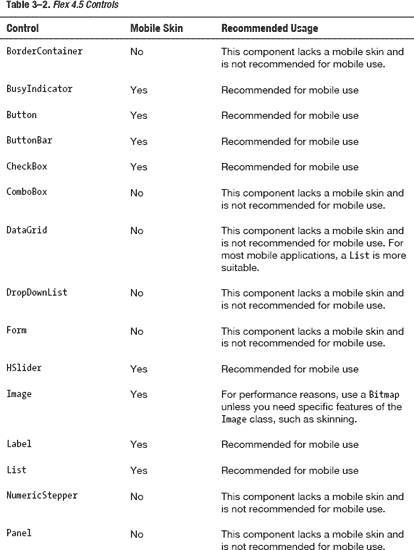 Table 3–2. Flex 4.5 Controls
Control Mobile Skin Recommended Usage
BorderContainer No This component lacks a mobile skin and
is not recommended for mobile use.
BusyIndicator Yes Recommended for mobile use
Button Yes Recommended for mobile use
ButtonBar Yes Recommended for mobile use
CheckBox Yes Recommended for mobile use
ComboBox No This component lacks a mobile skin and
is not recommended for mobile use.
DataGrid No This component lacks a mobile skin and
is not recommended for mobile use. For
most mobile applications, a List is more
suitable.
DropDownList No This component lacks a mobile skin and
is not recommended for mobile use.
Form No This component lacks a mobile skin and
is not recommended for mobile use.
HSlider Yes Recommended for mobile use
Image Yes For performance reasons, use a Bitmap
unless you need specific features of the
Image class, such as skinning.
Label Yes Recommended for mobile use
List Yes Recommended for mobile use
NumericStepper No This component lacks a mobile skin and
is not recommended for mobile use.
Panel No This component lacks a mobile skin and
is not recommended for mobile use.